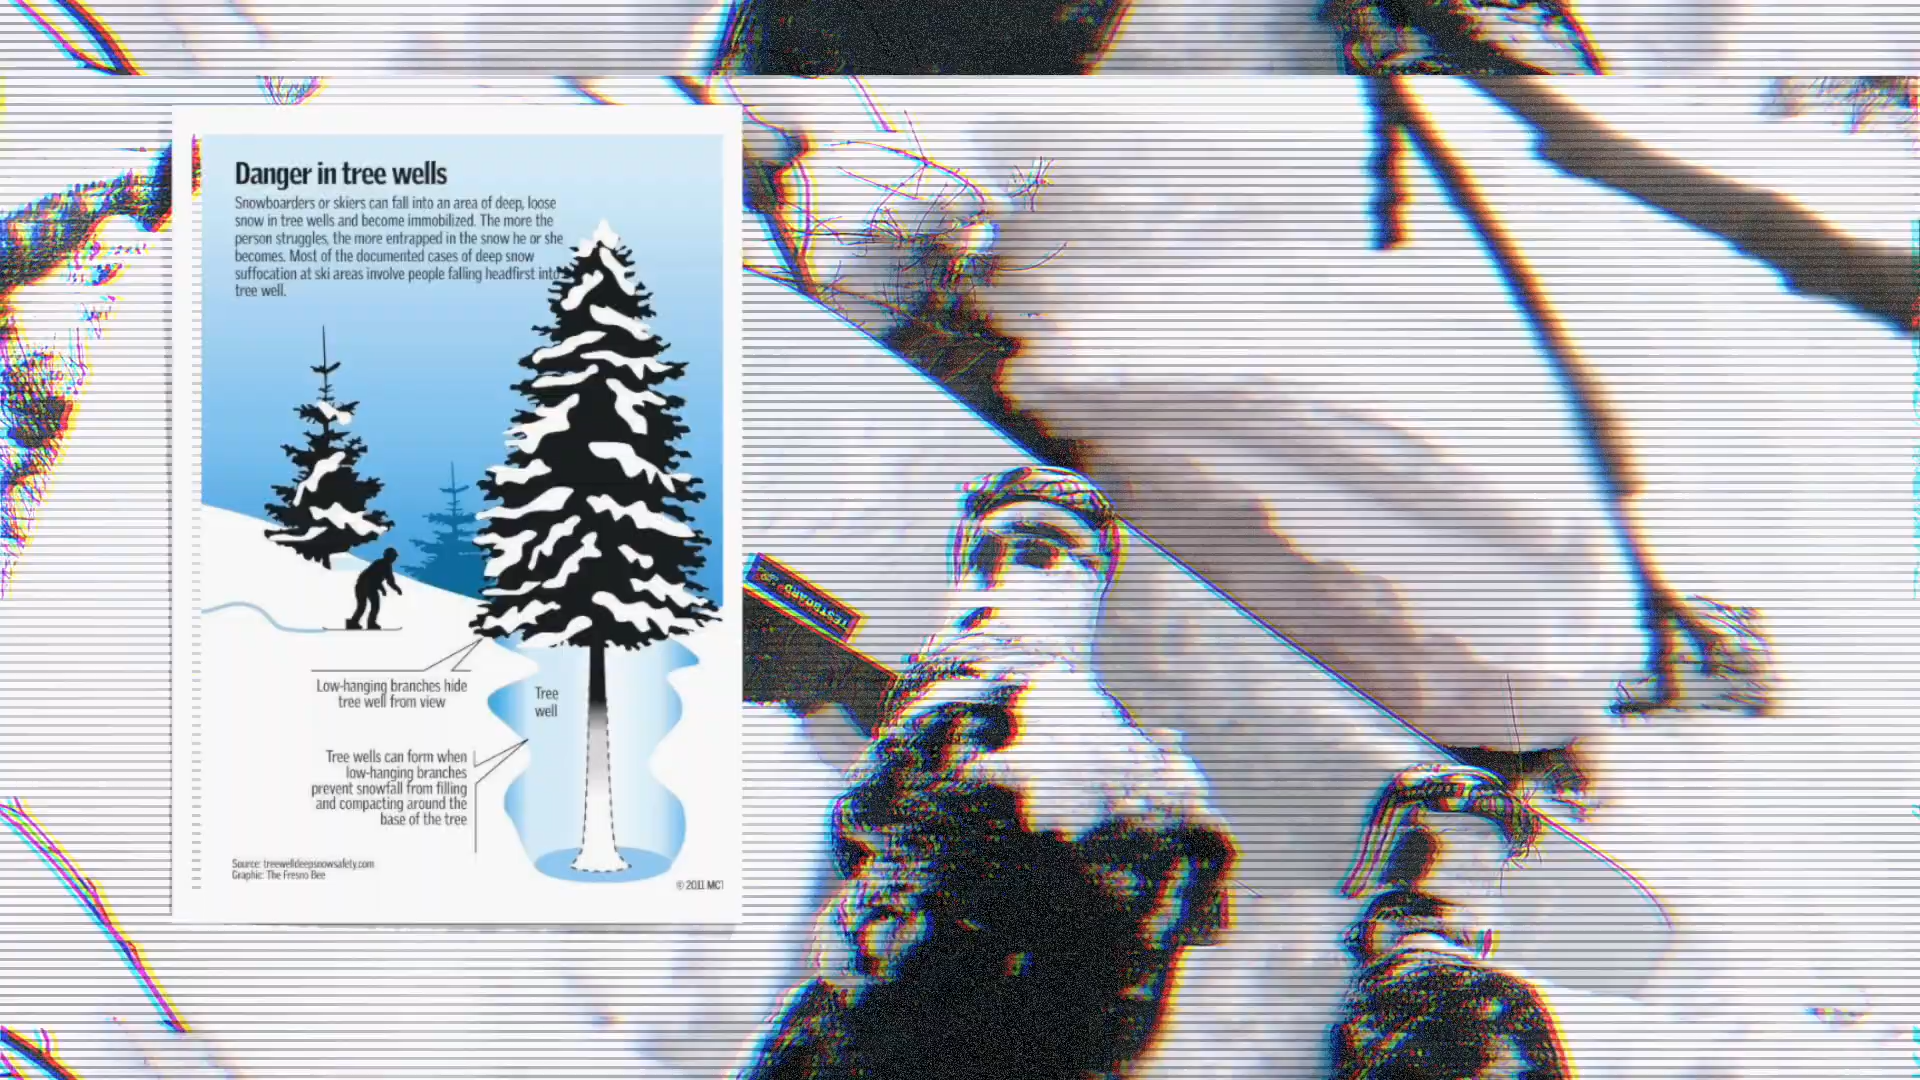 Danger in tree wells
Snowboarders or skiers can fall into an area of deep, loose
snow in tree wells and become immobilized. The more the
person struggles, the more entrapped in the snow he or she
becomes. Most of the documented cases of deep snow
suffocation at ski areas involve people falling headfirst into
tree well.
Low-hanging branches hide
tree well from view
Tree
well
Tree wells can form when
low-hanging branches
prevent snowfall from filling
and compacting around the
base of the tree
Source: treewelldeepsnowsafety.com
Graphic: The Fresno Bee
© 2011 MCT